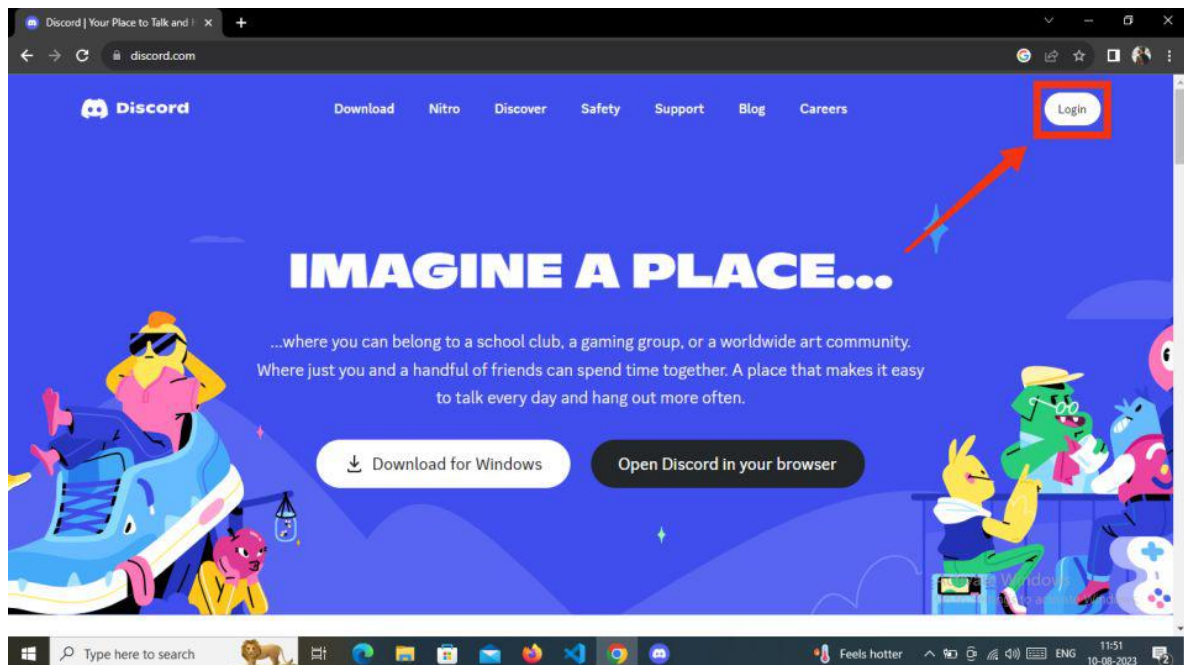 Discord | Your Place to Talk and H
discord.com
Discord
Download Nitro Discover Safety Support Blog Careers
Login
IMAGINE A PLACE...
...where you can belong to a school club, a gaming group, or a worldwide art community.
Where just you and a handful of friends can spend time together. A place that makes it easy
to talk every day and hang out more often.
Download for Windows
Open Discord in your browser
Activate Windows
Type here to search
Feels hotter
ENG
11:51
10-08-2023
2